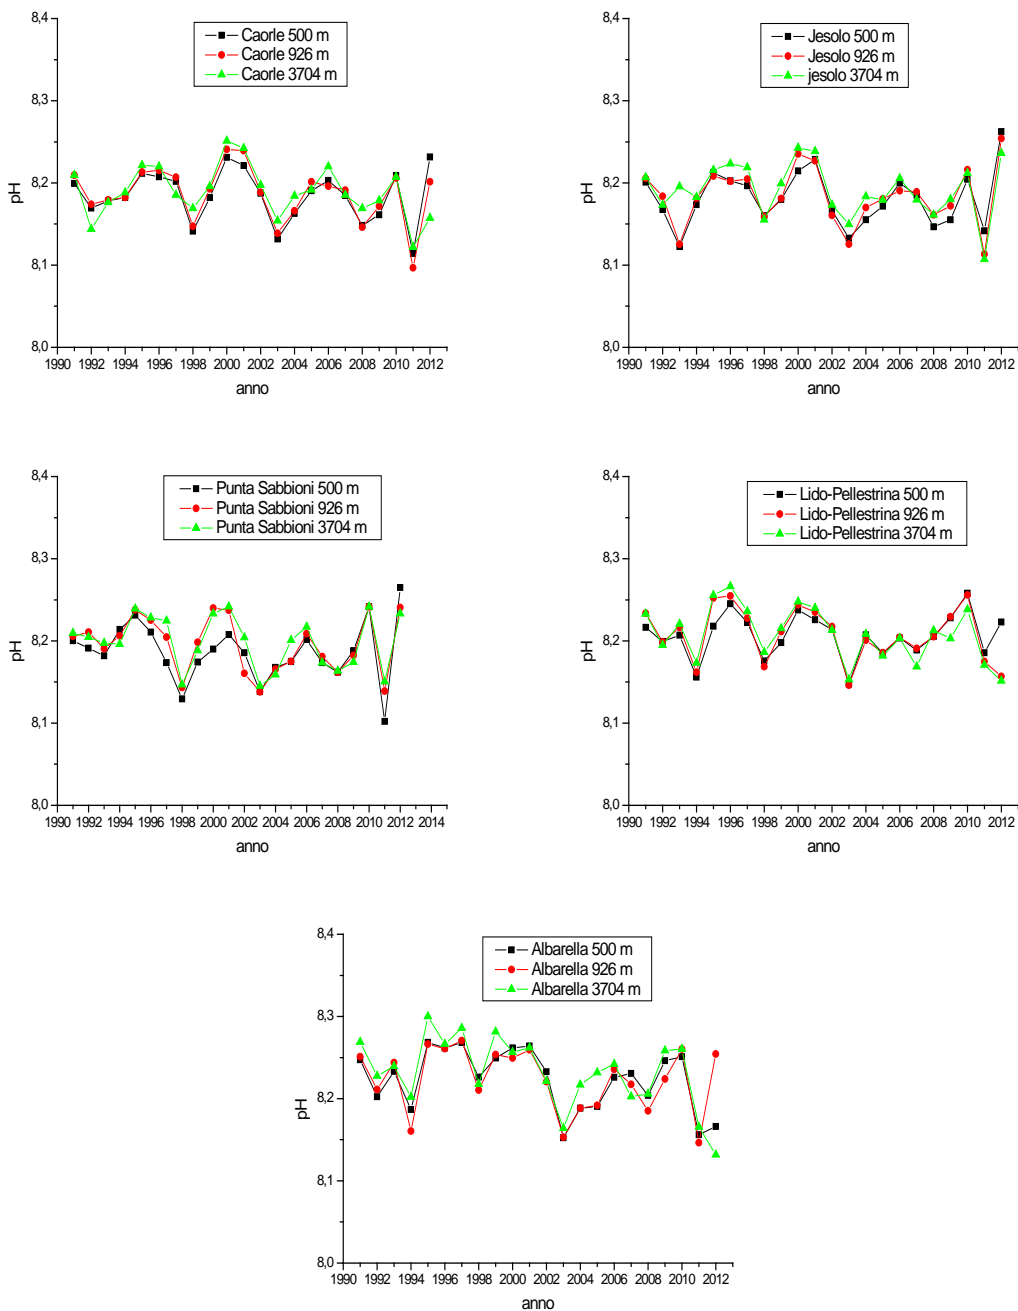 8,4
8,3
8,2
8,1
8,0
pH
Caorle 500 m
Caorle 926 m
Caorle 3704 m
1990 1992 1994 1996 1998 2000 2002 2004 2006 2008 2010 2012
anno
8,4
8,3
8,2
8,1
8,0
pH
Jesolo 500 m
Jesolo 926 m
jesolo 3704 m
1990 1992 1994 1996 1998 2000 2002 2004 2006 2008 2010 2012
anno
8,4
8,3
8,2
8,1
8,0
pH
Punta Sabbioni 500 m
Punta Sabbioni 926 m
Punta Sabbioni 3704 m
1990 1992 1994 1996 1998 2000 2002 2004 2006 2008 2010 2012 2014
anno
8,4
8,3
8,2
8,1
8,0
pH
Lido-Pellestrina 500 m
Lido-Pellestrina 926 m
Lido-Pellestrina 3704 m
1990 1992 1994 1996 1998 2000 2002 2004 2006 2008 2010 2012
anno
8,4
8,3
8,2
8,1
8,0
pH
Albarella 500 m
Albarella 926 m
Albarella 3704 m
1990 1992 1994 1996 1998 2000 2002 2004 2006 2008 2010 2012
anno